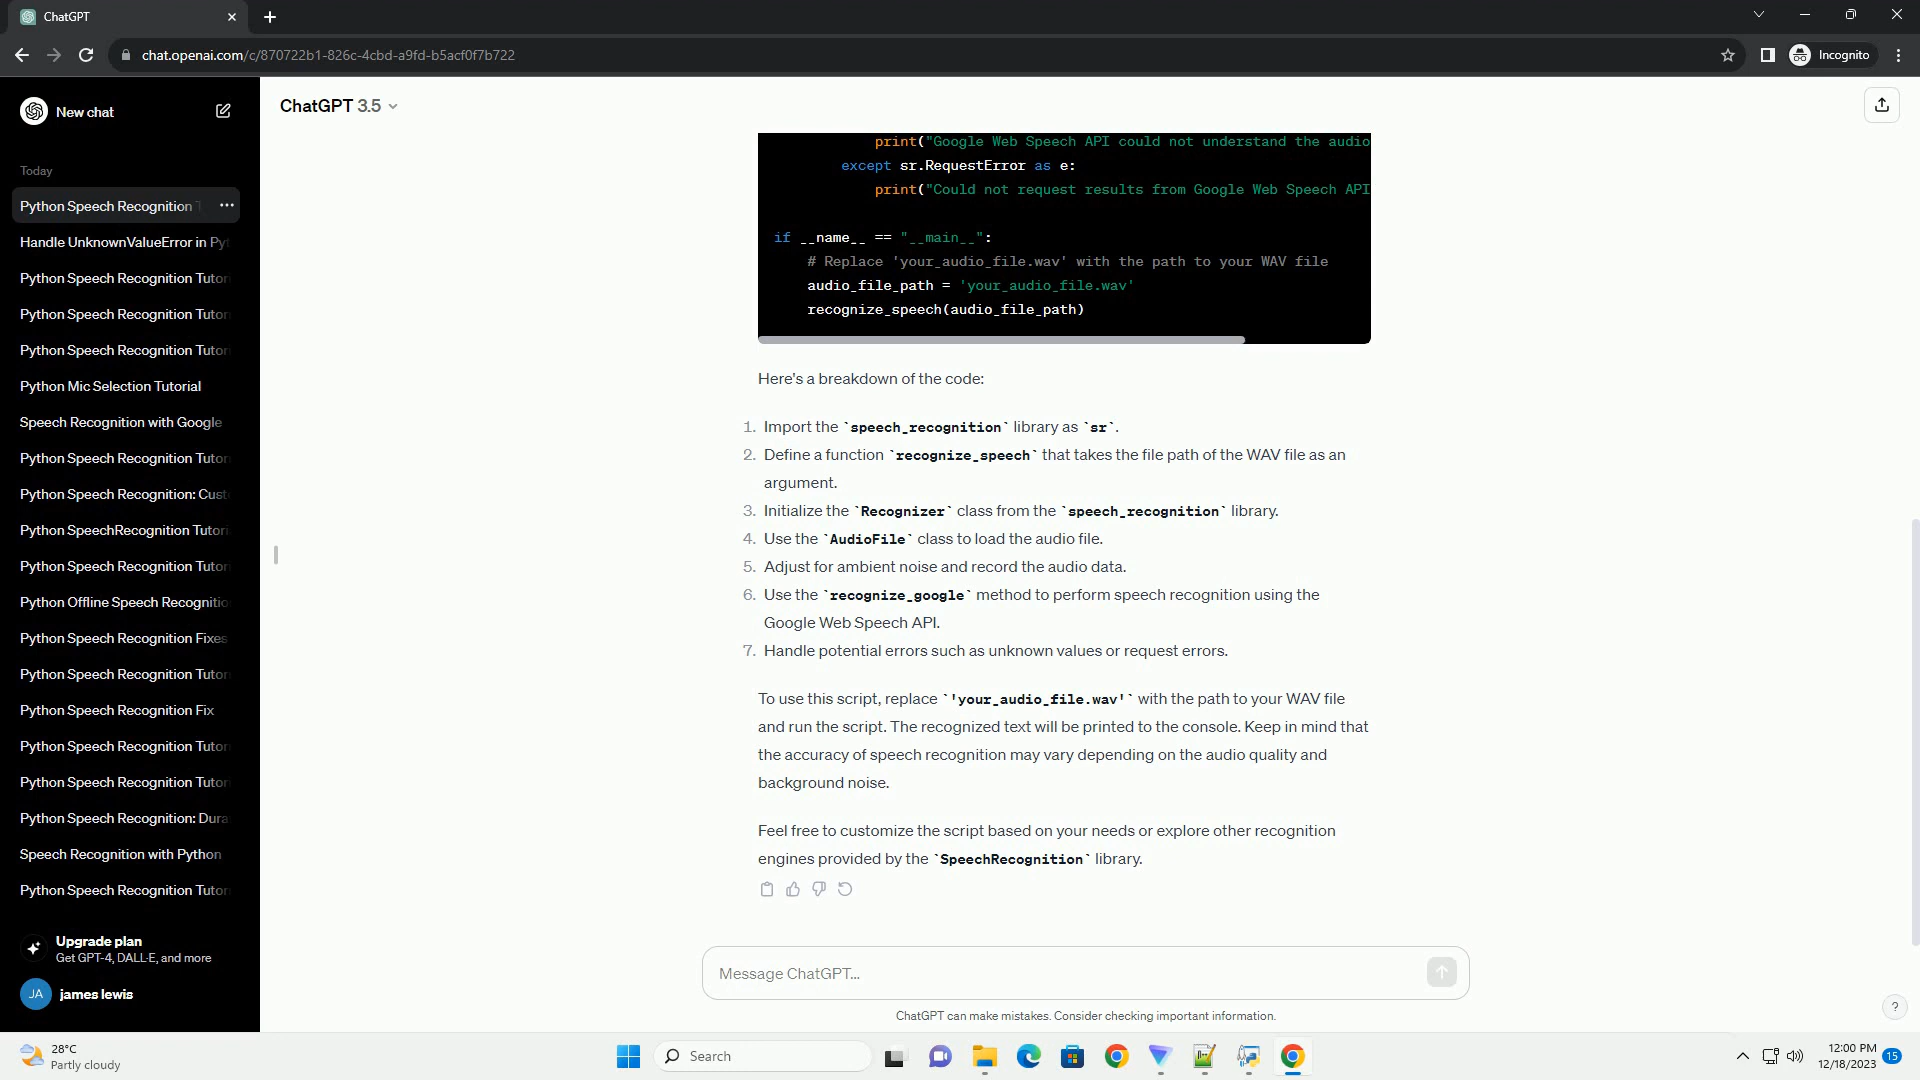 ChatGPT
chat.openai.com/c/870722b1-826c-4cbd-a9fd-b5acf0f7b722
Incognito
New chat
Today
Python Speech Recognition T
Handle UnknownValueError in Pyt
Python Speech Recognition Tutori
Python Speech Recognition Tutori
Python Speech Recognition Tutori
Python Mic Selection Tutorial
Speech Recognition with Google
Python Speech Recognition Tutori
Python Speech Recognition: Custo
Python SpeechRecognition Tutoria
Python Speech Recognition Tutori
Python Offline Speech Recognition
Python Speech Recognition Fixes
Python Speech Recognition Tutori
Python Speech Recognition Fix
Python Speech Recognition Tutori
Python Speech Recognition Tutori
Python Speech Recognition: Dura
Speech Recognition with Python
Python Speech Recognition Tutori
Upgrade plan
Get GPT-4, DALL·E, and more
JA
james lewis
ChatGPT 3.5
print("Google Web Speech API could not understand the audio
except sr.RequestError as e:
print("Could not request results from Google Web Speech API
if __name__ == "__main__":
# Replace 'your_audio_file.wav' with the path to your WAV file
audio_file_path = 'your_audio_file.wav'
recognize_speech(audio_file_path)
Here's a breakdown of the code:
1. Import the `speech_recognition` library as `sr`.
2. Define a function `recognize_speech` that takes the file path of the WAV file as an
argument.
3. Initialize the `Recognizer` class from the `speech_recognition` library.
4. Use the `AudioFile` class to load the audio file.
5. Adjust for ambient noise and record the audio data.
6. Use the `recognize_google` method to perform speech recognition using the
Google Web Speech API.
7. Handle potential errors such as unknown values or request errors.
To use this script, replace `'your_audio_file.wav'` with the path to your WAV file
and run the script. The recognized text will be printed to the console. Keep in mind that
the accuracy of speech recognition may vary depending on the audio quality and
background noise.
Feel free to customize the script based on your needs or explore other recognition
engines provided by the `SpeechRecognition` library.
Message ChatGPT...
ChatGPT can make mistakes. Consider checking important information.
?
28°C
Partly cloudy
Search
12:00 PM
12/18/2023
15